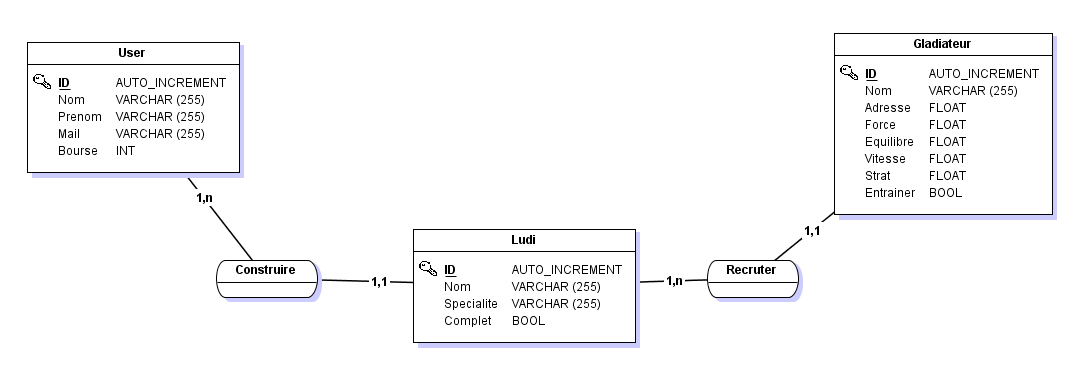 User
ID AUTO_INCREMENT
Nom VARCHAR (255)
Prenom VARCHAR (255)
Mail VARCHAR (255)
Bourse INT
1,n
Construire
1,1
Ludi
ID AUTO_INCREMENT
Nom VARCHAR (255)
Specialite VARCHAR (255)
Complet BOOL
1,n
Recruter
1,1
Gladiateur
ID AUTO_INCREMENT
Nom VARCHAR (255)
Adresse FLOAT
Force FLOAT
Equilibre FLOAT
Vitesse FLOAT
Strat FLOAT
Entrainer BOOL